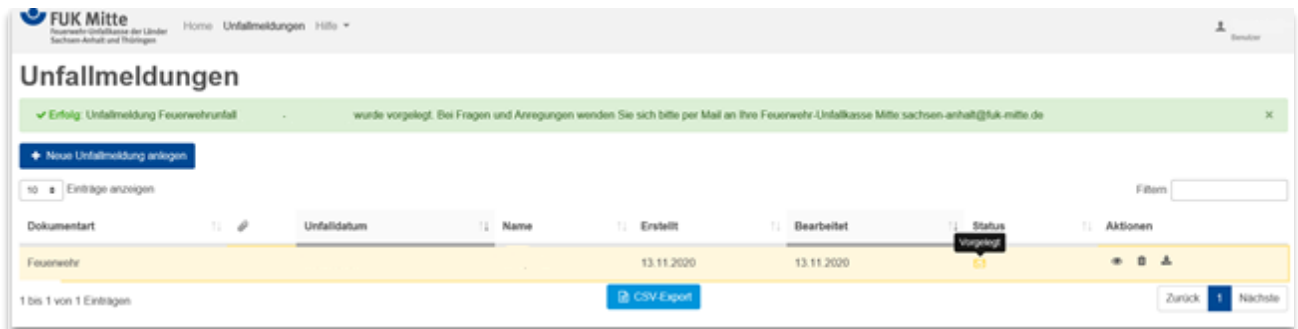 FUK Mitte
Feuerwehr-Unfallkasse der Länder
Sachsen-Anhalt und Thüringen
Home Unfallmeldungen Hilfe
Benutzer
Unfallmeldungen
Erfolg: Unfallmeldung Feuerwehrunfall . wurde vorgelegt. Bei Fragen und Anregungen wenden Sie sich bitte per Mail an Ihre Feuerwehr-Unfallkasse Mitte sachsen-anhalt@fuk-mitte.de ×
+ Neue Unfallmeldung anlegen
10 Einträge anzeigen Filtern
Dokumentart Unfalldatum Name Erstellt Bearbeitet Status Aktionen
Vorgelegt
Feuerwehr 13.11.2020 13.11.2020
1 bis 1 von 1 Einträgen CSV-Export Zurück 1 Nächste